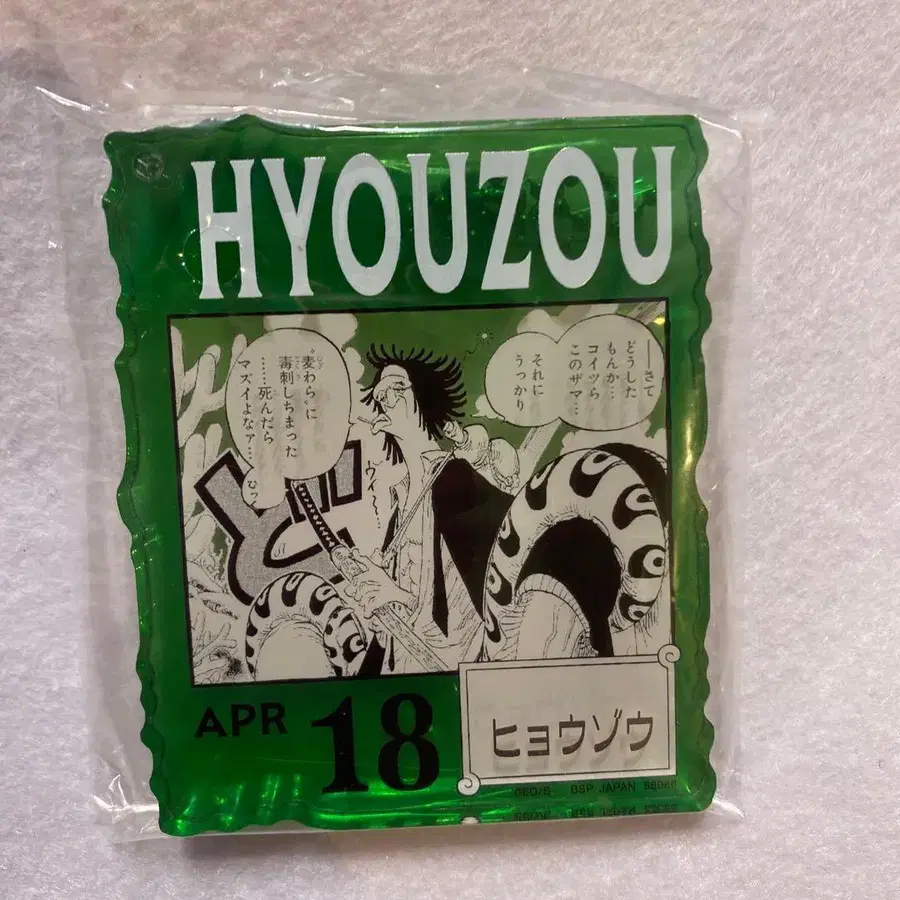 HYOUZOU
――さて
どうした
もんか…
コイツら
このザマ…
それに
うっかり
〝麦わら〟に
毒刺しちまった
……死んだら
マズイよなァ…
ウイ〜〜…
APR 18
ヒョウゾウ
BSP JAPAN